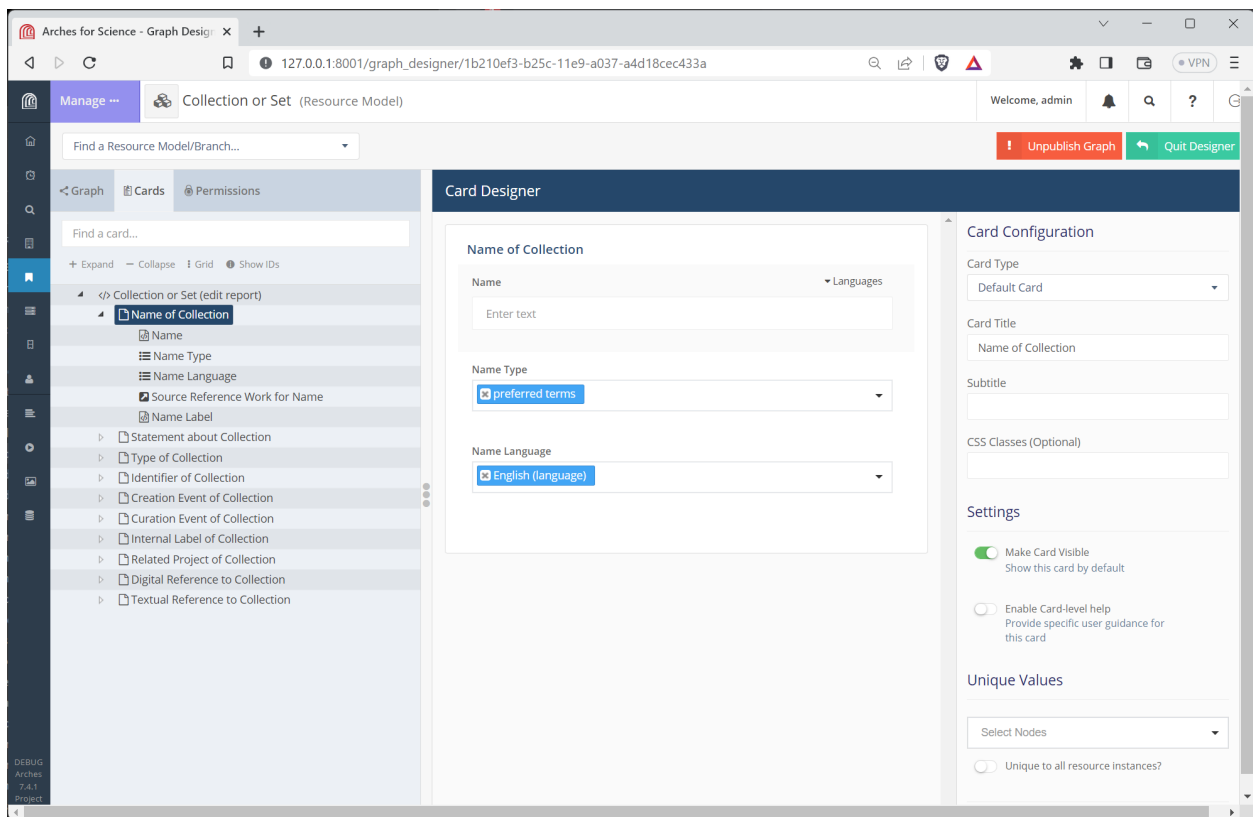 Arches for Science - Graph Desigr
127.0.0.1:8001/graph_designer/1b210ef3-b25c-11e9-a037-a4d18cec433a
VPN
Manage
Collection or Set (Resource Model)
Welcome, admin
?
Find a Resource Model/Branch...
! Unpublish Graph
Quit Designer
Graph
Cards
Permissions
Find a card...
+ Expand
− Collapse
Grid
Show IDs
</> Collection or Set (edit report)
Name of Collection
Name
Name Type
Name Language
Source Reference Work for Name
Name Label
Statement about Collection
Type of Collection
Identifier of Collection
Creation Event of Collection
Curation Event of Collection
Internal Label of Collection
Related Project of Collection
Digital Reference to Collection
Textual Reference to Collection
DEBUG
Arches
7.4.1
Project
Card Designer
Name of Collection
Name
Languages
Enter text
Name Type
preferred terms
Name Language
English (language)
Card Configuration
Card Type
Default Card
Card Title
Name of Collection
Subtitle
CSS Classes (Optional)
Settings
Make Card Visible
Show this card by default
Enable Card-level help
Provide specific user guidance for
this card
Unique Values
Select Nodes
Unique to all resource instances?